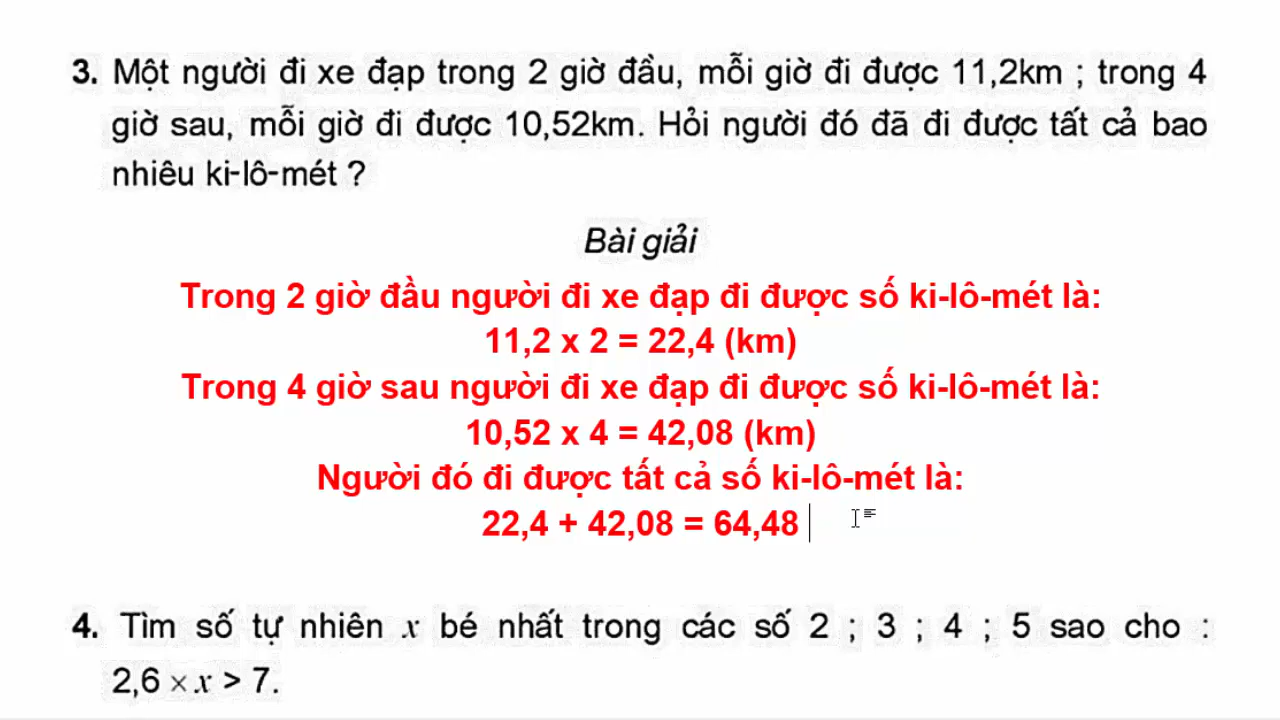 3. Một người đi xe đạp trong 2 giờ đầu, mỗi giờ đi được 11,2km ; trong 4
giờ sau, mỗi giờ đi được 10,52km. Hỏi người đó đã đi được tất cả bao
nhiêu ki-lô-mét ?
Bài giải
Trong 2 giờ đầu người đi xe đạp đi được số ki-lô-mét là:
11,2 x 2 = 22,4 (km)
Trong 4 giờ sau người đi xe đạp đi được số ki-lô-mét là:
10,52 x 4 = 42,08 (km)
Người đó đi được tất cả số ki-lô-mét là:
22,4 + 42,08 = 64,48
4. Tìm số tự nhiên x bé nhất trong các số 2 ; 3 ; 4 ; 5 sao cho :
2,6 × x > 7.